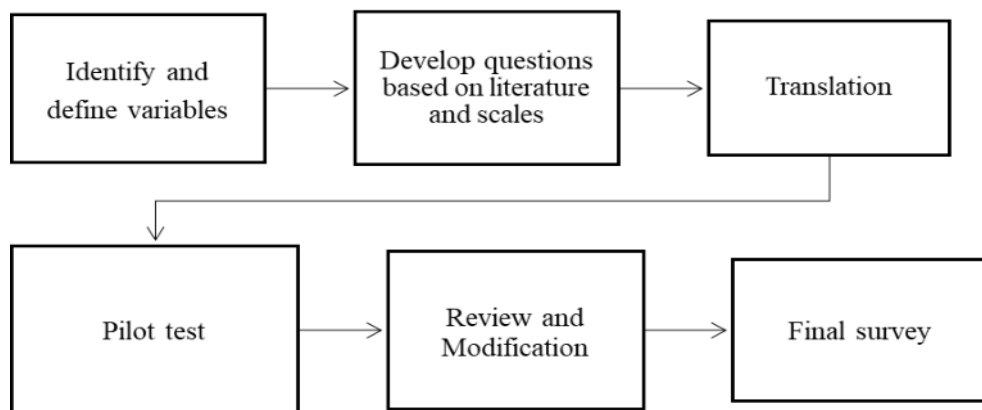 Identify and
define variables
Develop questions
based on literature
and scales
Translation
Pilot test
Review and
Modification
Final survey